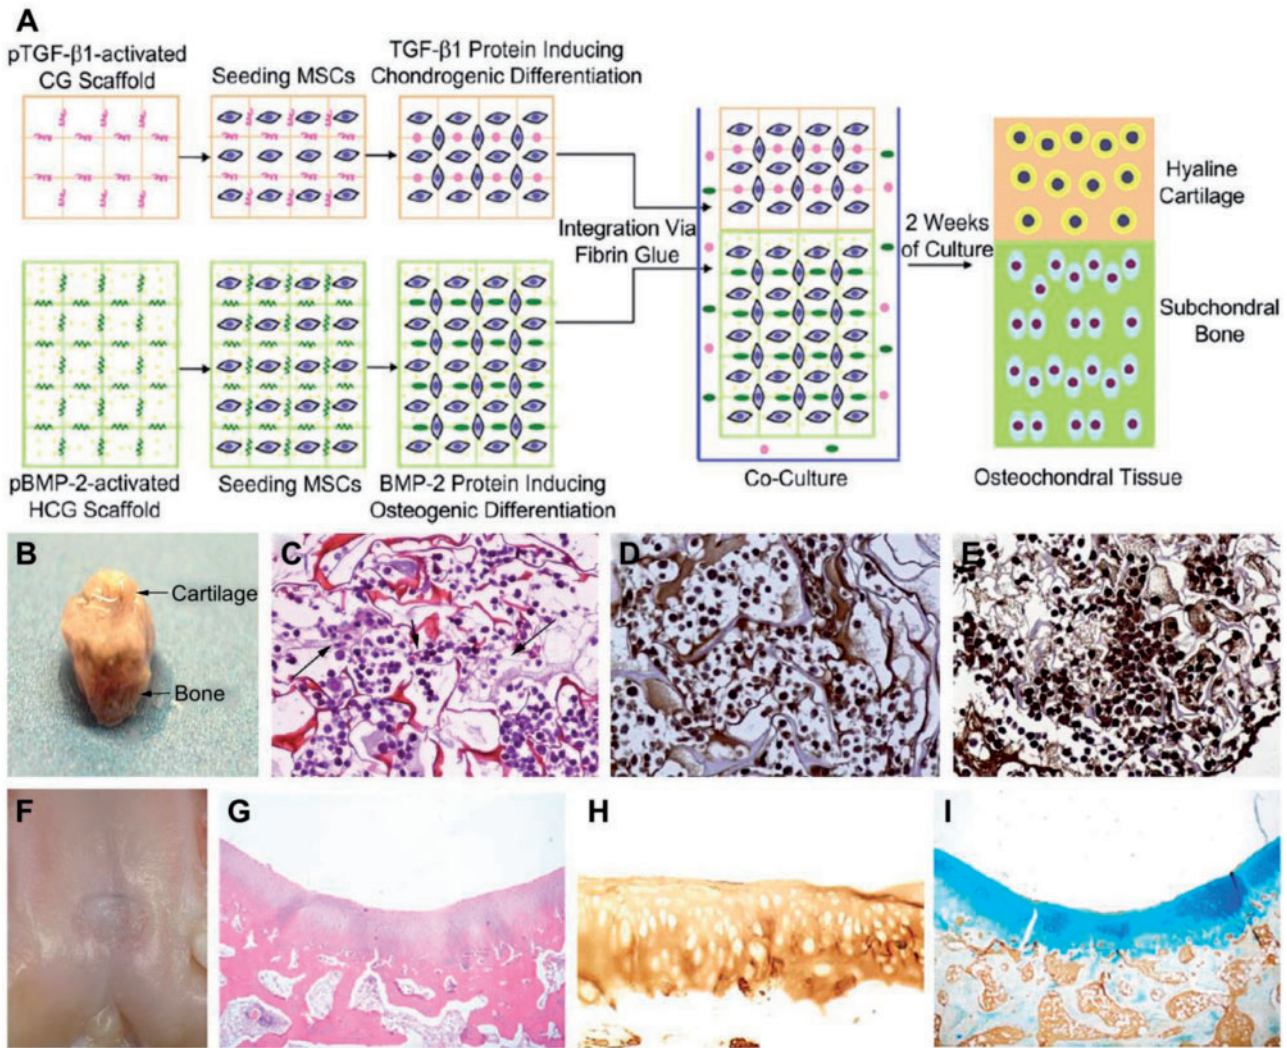 A
pTGF-β1-activated
CG Scaffold
Seeding MSCs
TGF-β1 Protein Inducing
Chondrogenic Differentiation
Integration Via
Fibrin Glue
2 Weeks
of Culture
Hyaline
Cartilage
Subchondral
Bone
pBMP-2-activated
HCG Scaffold
Seeding MSCs
BMP-2 Protein Inducing
Osteogenic Differentiation
Co-Culture
Osteochondral Tissue
B
Cartilage
Bone
C
D
E
F
G
H
I